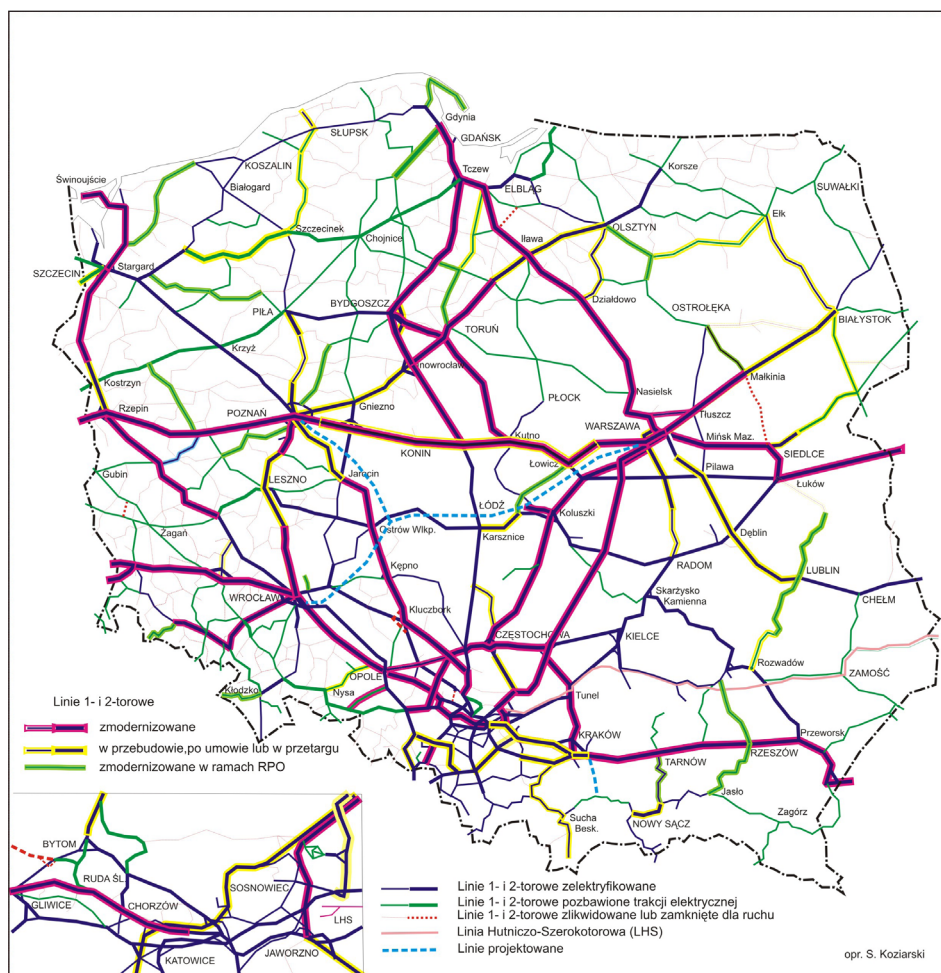 Gdynia
SŁUPSK
GDAŃSK
KOSZALIN
Korsze
Tczew
Świnoujście
ELBLĄG
SUWAŁKI
Białogard
Ełk
Szczecinek
OLSZTYN
Chojnice
Iława
SZCZECIN
Stargard
Działdowo
BYDGOSZCZ
OSTROŁĘKA
PIŁA
BIAŁYSTOK
TORUŃ
Krzyż
nowrocław
Małkinia
Kostrzyn
Nasielsk
PŁOCK
Gniezno
Rzepin
POZNAŃ
Tłuszcz
WARSZAWA
Kutno
Mińsk Maz.
KONIN
SIEDLCE
Łowicz
Gubin
Pilawa
Jarocin
LESZNO
Łuków
ŁÓDŹ
Koluszki
Ostrów Wlkp.
Karsznice
Dęblin
Żagań
Kępno
RADOM
LUBLIN
WROCŁAW
Skarżysko
Kamienna
CHEŁM
Kluczbork
CZĘSTOCHOWA
KIELCE
Rozwadów
OPOLE
ZAMOŚĆ
Kłodzko
Nysa
Tunel
Linie 1- i 2-torowe
zmodernizowane
w przebudowie,po umowie lub w przetargu
zmodernizowane w ramach RPO
KRAKÓW
Przeworsk
TARNÓW
RZESZÓW
Jasło
Zagórz
Sucha
Besk.
NOWY SĄCZ
BYTOM
RUDA ŚL.
SOSNOWIEC
GLIWICE
CHORZÓW
LHS
JAWORZNO
KATOWICE
Linie 1- i 2-torowe zelektryfikowane
Linie 1- i 2-torowe pozbawione trakcji elektrycznej
Linie 1- i 2-torowe zlikwidowane lub zamknięte dla ruchu
Linia Hutniczo-Szerokotorowa (LHS)
Linie projektowane
opr. S. Koziarski